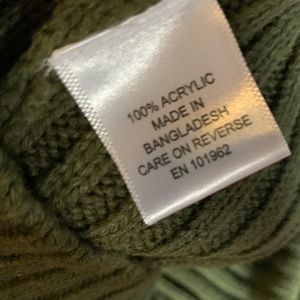 100% ACRYLIC
MADE IN
BANGLADESH
CARE ON REVERSE
EN 101962